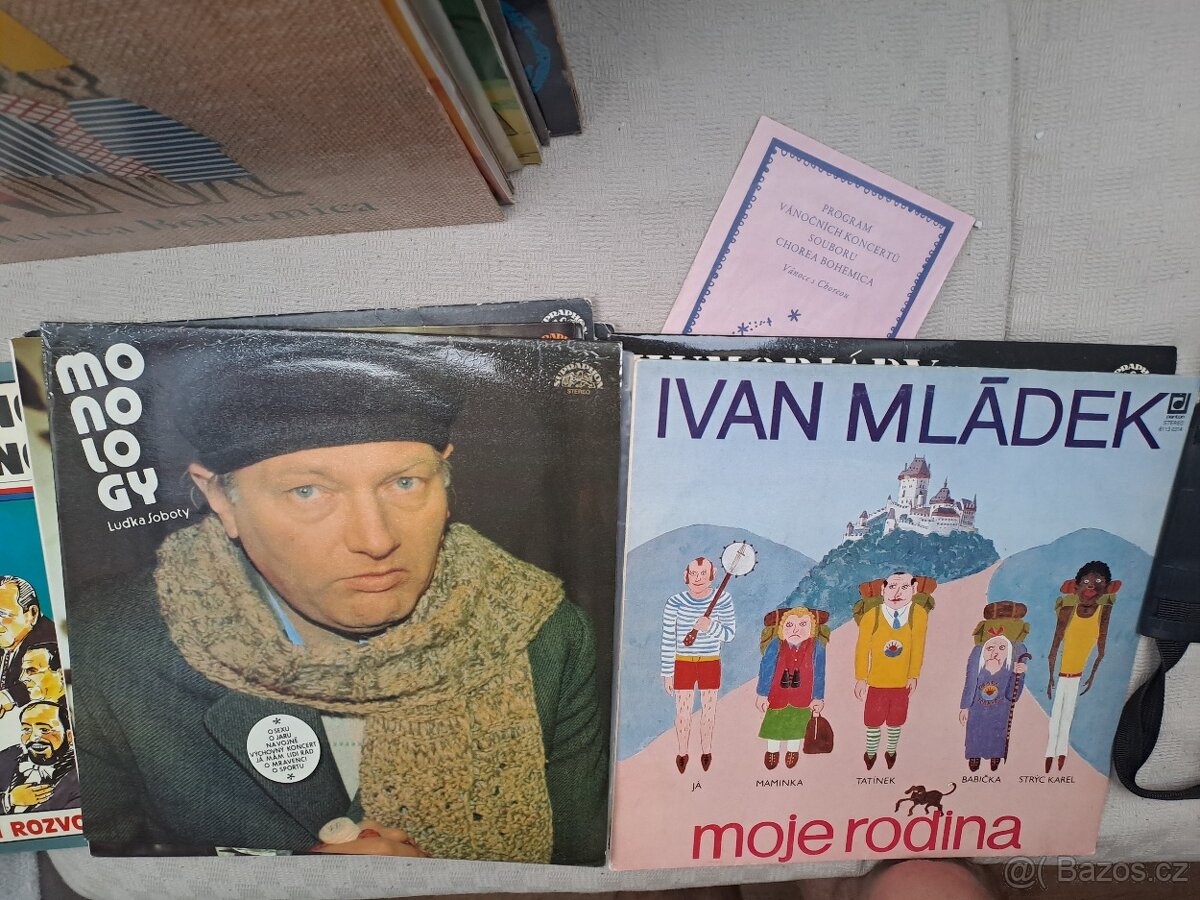 bohemica
PROGRAM
VÁNOČNÍCH KONCERTŮ
SOUBORU
CHOREA BOHEMICA
Vánoce s Choreou
MO
NO
LO
GY
Luďka Soboty
SUPRAPHON
STEREO
O SEXU
O JARU
NA VOJNĚ
VÝCHOVNÝ KONCERT
JÁ MÁM LIDI RÁD
O MRAVENCI
O SPORTU
IVAN MLÁDEK
panton
STEREO
JÁ
MAMINKA
TATÍNEK
BABIČKA
STRÝC KAREL
moje rodina
ROZVO
Bazos.cz